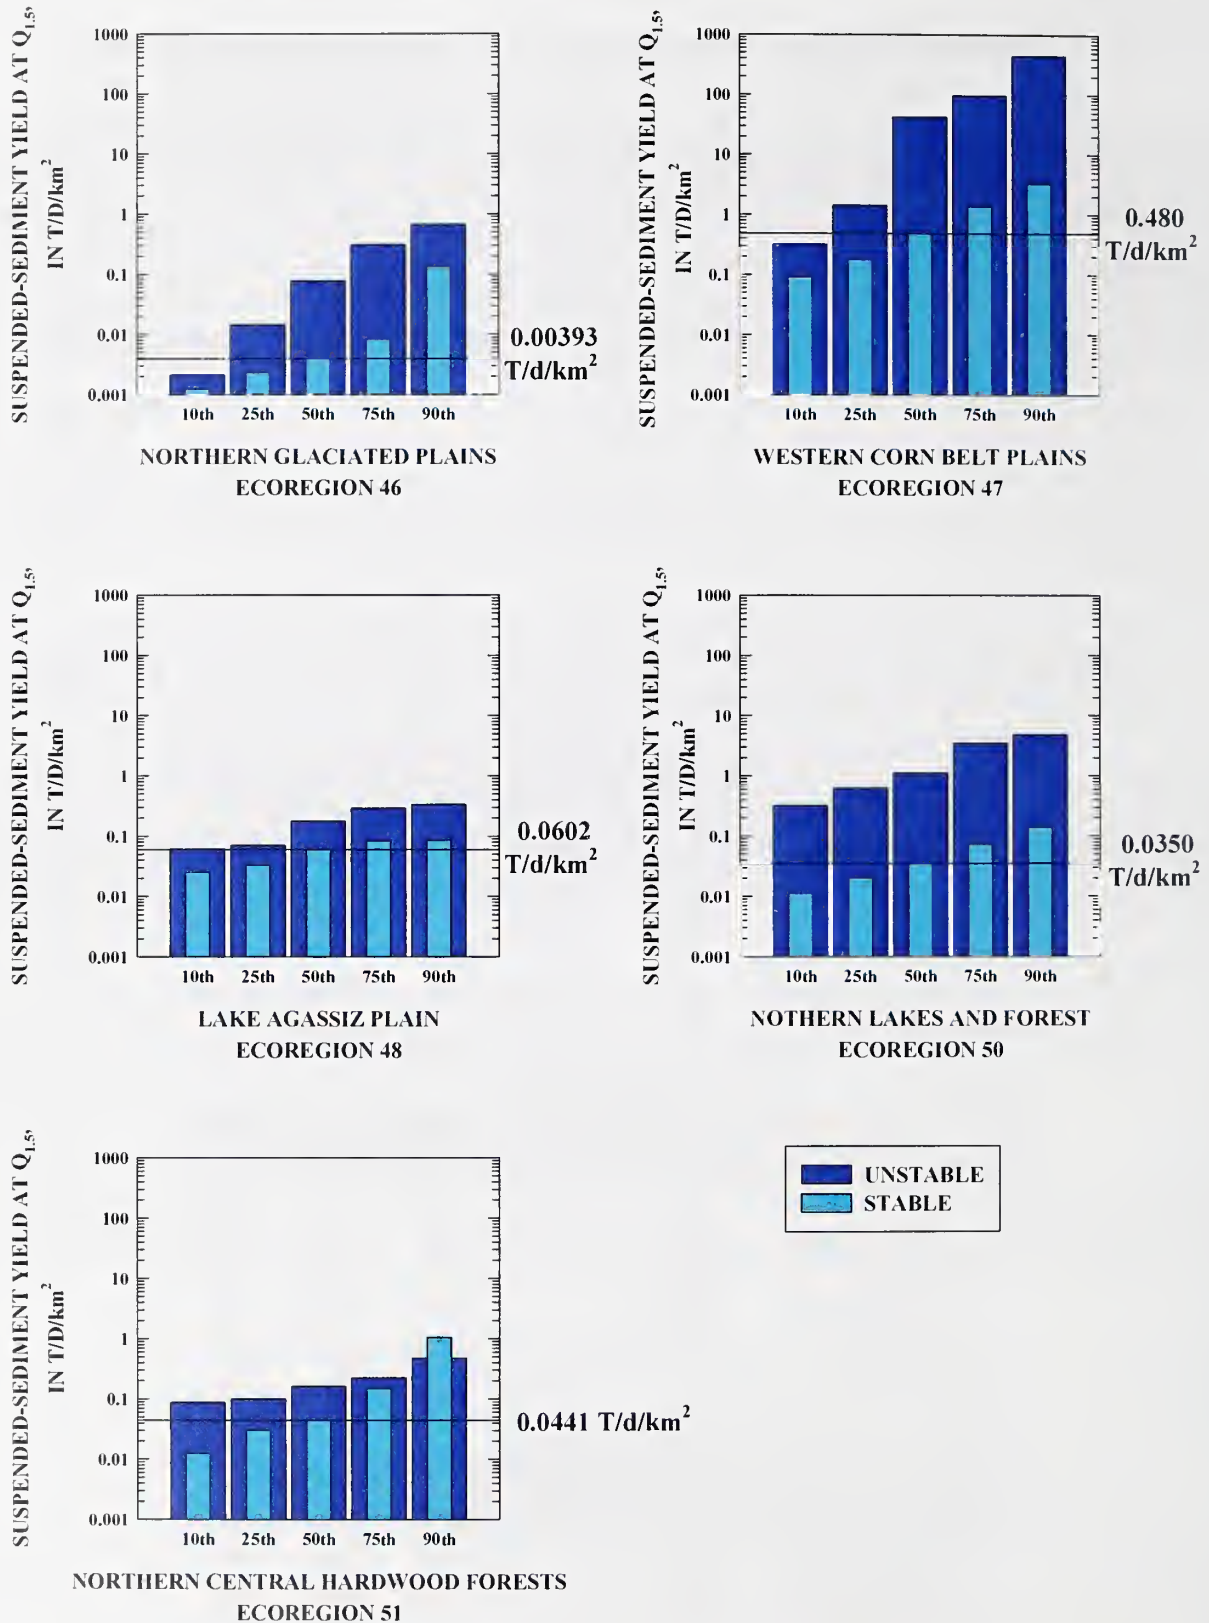 SUSPENDED-SEDIMENT YIELD AT Q1.5,
IN T/D/km2
1000
100
10
1
0.1
0.01
0.001
10th 25th 50th 75th 90th
0.00393
T/d/km2
NORTHERN GLACIATED PLAINS
ECOREGION 46
SUSPENDED-SEDIMENT YIELD AT Q1.5,
IN T/D/km2
1000
100
10
1
0.1
0.01
0.001
10th 25th 50th 75th 90th
0.480
T/d/km2
WESTERN CORN BELT PLAINS
ECOREGION 47
SUSPENDED-SEDIMENT YIELD AT Q1.5,
IN T/D/km2
1000
100
10
1
0.1
0.01
0.001
10th 25th 50th 75th 90th
0.0602
T/d/km2
LAKE AGASSIZ PLAIN
ECOREGION 48
SUSPENDED-SEDIMENT YIELD AT Q1.5,
IN T/D/km2
1000
100
10
1
0.1
0.01
0.001
10th 25th 50th 75th 90th
0.0350
T/d/km2
NOTHERN LAKES AND FOREST
ECOREGION 50
SUSPENDED-SEDIMENT YIELD AT Q1.5,
IN T/D/km2
1000
100
10
1
0.1
0.01
0.001
10th 25th 50th 75th 90th
0.0441 T/d/km2
NORTHERN CENTRAL HARDWOOD FORESTS
ECOREGION 51
UNSTABLE
STABLE